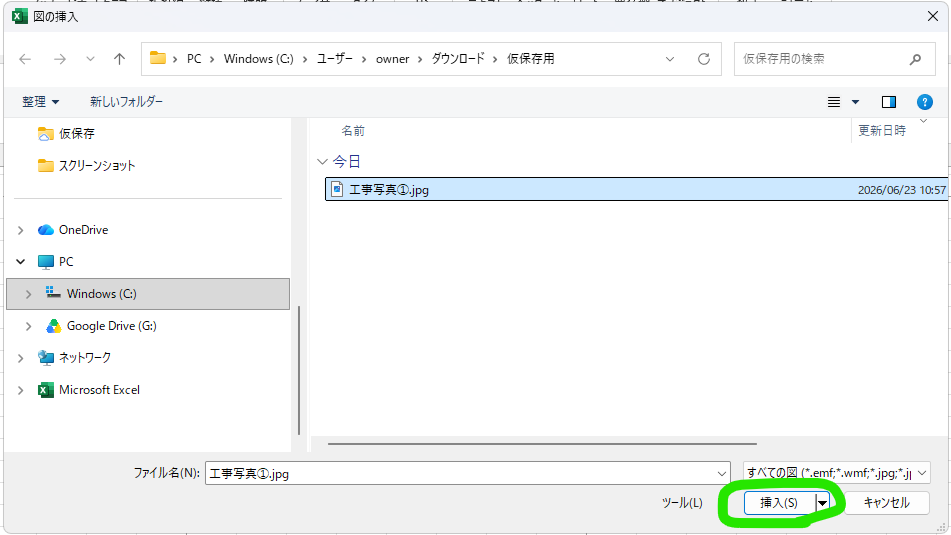 図の挿入
PC > Windows (C:) > ユーザー > owner > ダウンロード > 仮保存用
仮保存用の検索
整理
新しいフォルダー
仮保存
スクリーンショット
OneDrive
PC
Windows (C:)
Google Drive (G:)
ネットワーク
Microsoft Excel
名前
更新日時
今日
工事写真①.jpg
2026/06/23 10:57
ファイル名(N):
工事写真①.jpg
すべての図 (*.emf;*.wmf;*.jpg;*.jp
ツール(L)
挿入(S)
キャンセル